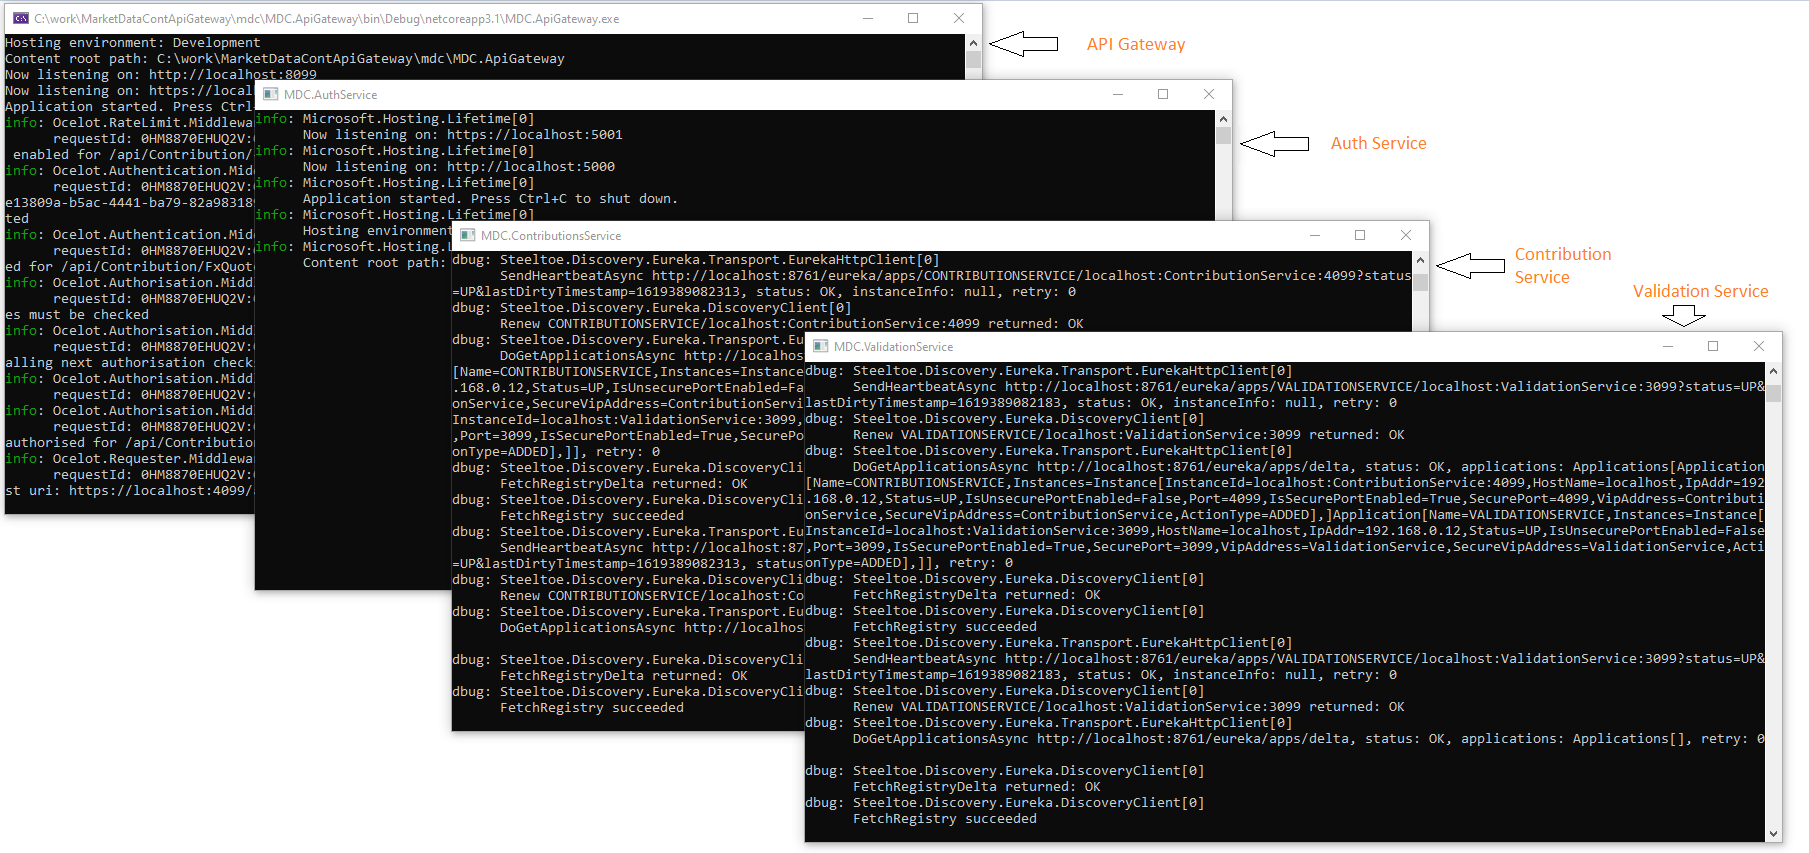 C:\work\MarketDataContApiGateway\mdc\MDC.ApiGateway\bin\Debug\netcoreapp3.1\MDC.ApiGateway.exe
Hosting environment: Development
Content root path: C:\work\MarketDataContApiGateway\mdc\MDC.ApiGateway
Now listening on: http://localhost:8099
Now listening on: https://local
Application started. Press Ctrl
info: Ocelot.RateLimit.Middlewar
requestId: 0HM8870EHUQ2V:
enabled for /api/Contribution/
info: Ocelot.Authentication.Midd
requestId: 0HM8870EHUQ2V:
e13809a-b5ac-4441-ba79-82a983189
ted
info: Ocelot.Authentication.Midd
requestId: 0HM8870EHUQ2V:
ed for /api/Contribution/FxQuot
info: Ocelot.Authorisation.Middl
requestId: 0HM8870EHUQ2V:
es must be checked
info: Ocelot.Authorisation.Middl
requestId: 0HM8870EHUQ2V:
alling next authorisation checks
info: Ocelot.Authorisation.Middl
requestId: 0HM8870EHUQ2V:
info: Ocelot.Authorisation.Middl
requestId: 0HM8870EHUQ2V:
authorised for /api/Contribution
info: Ocelot.Requester.Middlewar
requestId: 0HM8870EHUQ2V:
st uri: https://localhost:4099/
API Gateway
MDC.AuthService
info: Microsoft.Hosting.Lifetime[0]
Now listening on: https://localhost:5001
info: Microsoft.Hosting.Lifetime[0]
Now listening on: http://localhost:5000
info: Microsoft.Hosting.Lifetime[0]
Application started. Press Ctrl+C to shut down.
info: Microsoft.Hosting.Lifetime[0]
Hosting environment
info: Microsoft.Hosting.L
Content root path:
Auth Service
MDC.ContributionsService
dbug: Steeltoe.Discovery.Eureka.Transport.EurekaHttpClient[0]
SendHeartbeatAsync http://localhost:8761/eureka/apps/CONTRIBUTIONSERVICE/localhost:ContributionService:4099?status
=UP&lastDirtyTimestamp=1619389082313, status: OK, instanceInfo: null, retry: 0
dbug: Steeltoe.Discovery.Eureka.DiscoveryClient[0]
Renew CONTRIBUTIONSERVICE/localhost:ContributionService:4099 returned: OK
dbug: Steeltoe.Discovery.Eureka.Transport.Eu
DoGetApplicationsAsync http://localhos
[Name=CONTRIBUTIONSERVICE,Instances=Instance
.168.0.12,Status=UP,IsUnsecurePortEnabled=Fa
onService,SecureVipAddress=ContributionServi
InstanceId=localhost:ValidationService:3099,
,Port=3099,IsSecurePortEnabled=True,SecurePo
onType=ADDED],]], retry: 0
dbug: Steeltoe.Discovery.Eureka.DiscoveryCli
FetchRegistryDelta returned: OK
dbug: Steeltoe.Discovery.Eureka.DiscoveryCli
FetchRegistry succeeded
dbug: Steeltoe.Discovery.Eureka.Transport.Eu
SendHeartbeatAsync http://localhost:87
=UP&lastDirtyTimestamp=1619389082313, status
dbug: Steeltoe.Discovery.Eureka.DiscoveryCli
Renew CONTRIBUTIONSERVICE/localhost:Co
dbug: Steeltoe.Discovery.Eureka.Transport.Eu
DoGetApplicationsAsync http://localhos
dbug: Steeltoe.Discovery.Eureka.DiscoveryCli
FetchRegistryDelta returned: OK
dbug: Steeltoe.Discovery.Eureka.DiscoveryCli
FetchRegistry succeeded
Contribution
Service
Validation Service
MDC.ValidationService
dbug: Steeltoe.Discovery.Eureka.Transport.EurekaHttpClient[0]
SendHeartbeatAsync http://localhost:8761/eureka/apps/VALIDATIONSERVICE/localhost:ValidationService:3099?status=UP&
lastDirtyTimestamp=1619389082183, status: OK, instanceInfo: null, retry: 0
dbug: Steeltoe.Discovery.Eureka.DiscoveryClient[0]
Renew VALIDATIONSERVICE/localhost:ValidationService:3099 returned: OK
dbug: Steeltoe.Discovery.Eureka.Transport.EurekaHttpClient[0]
DoGetApplicationsAsync http://localhost:8761/eureka/apps/delta, status: OK, applications: Applications[Application
[Name=CONTRIBUTIONSERVICE,Instances=Instance[InstanceId=localhost:ContributionService:4099,HostName=localhost,IpAddr=192
.168.0.12,Status=UP,IsUnsecurePortEnabled=False,Port=4099,IsSecurePortEnabled=True,SecurePort=4099,VipAddress=Contributi
onService,SecureVipAddress=ContributionService,ActionType=ADDED],]Application[Name=VALIDATIONSERVICE,Instances=Instance[
InstanceId=localhost:ValidationService:3099,HostName=localhost,IpAddr=192.168.0.12,Status=UP,IsUnsecurePortEnabled=False
,Port=3099,IsSecurePortEnabled=True,SecurePort=3099,VipAddress=ValidationService,SecureVipAddress=ValidationService,Acti
onType=ADDED],]], retry: 0
dbug: Steeltoe.Discovery.Eureka.DiscoveryClient[0]
FetchRegistryDelta returned: OK
dbug: Steeltoe.Discovery.Eureka.DiscoveryClient[0]
FetchRegistry succeeded
dbug: Steeltoe.Discovery.Eureka.Transport.EurekaHttpClient[0]
SendHeartbeatAsync http://localhost:8761/eureka/apps/VALIDATIONSERVICE/localhost:ValidationService:3099?status=UP&
lastDirtyTimestamp=1619389082183, status: OK, instanceInfo: null, retry: 0
dbug: Steeltoe.Discovery.Eureka.DiscoveryClient[0]
Renew VALIDATIONSERVICE/localhost:ValidationService:3099 returned: OK
dbug: Steeltoe.Discovery.Eureka.Transport.EurekaHttpClient[0]
DoGetApplicationsAsync http://localhost:8761/eureka/apps/delta, status: OK, applications: Applications[], retry: 0
dbug: Steeltoe.Discovery.Eureka.DiscoveryClient[0]
FetchRegistryDelta returned: OK
dbug: Steeltoe.Discovery.Eureka.DiscoveryClient[0]
FetchRegistry succeeded